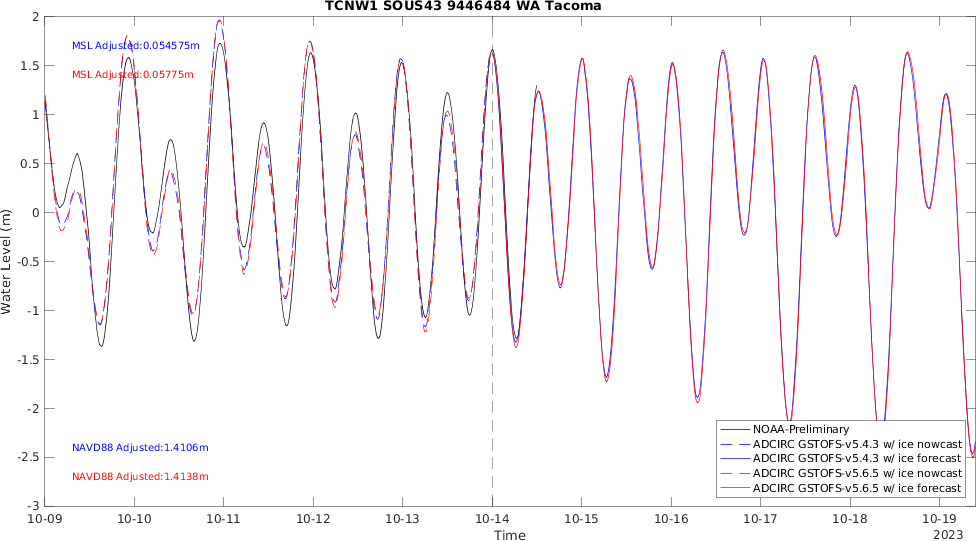 TCNW1 SOUS43 9446484 WA Tacoma
MSL Adjusted:0.054575m
MSL Adjusted:0.05775m
NAVD88 Adjusted:1.4106m
NAVD88 Adjusted:1.4138m
Water Level (m)
2
1.5
1
0.5
0
-0.5
-1
-1.5
-2
-2.5
-3
NOAA-Preliminary
ADCIRC GSTOFS-v5.4.3 w/ ice nowcast
ADCIRC GSTOFS-v5.4.3 w/ ice forecast
ADCIRC GSTOFS-v5.6.5 w/ ice nowcast
ADCIRC GSTOFS-v5.6.5 w/ ice forecast
10-09 10-10 10-11 10-12 10-13 10-14 10-15 10-16 10-17 10-18 10-19
Time
2023